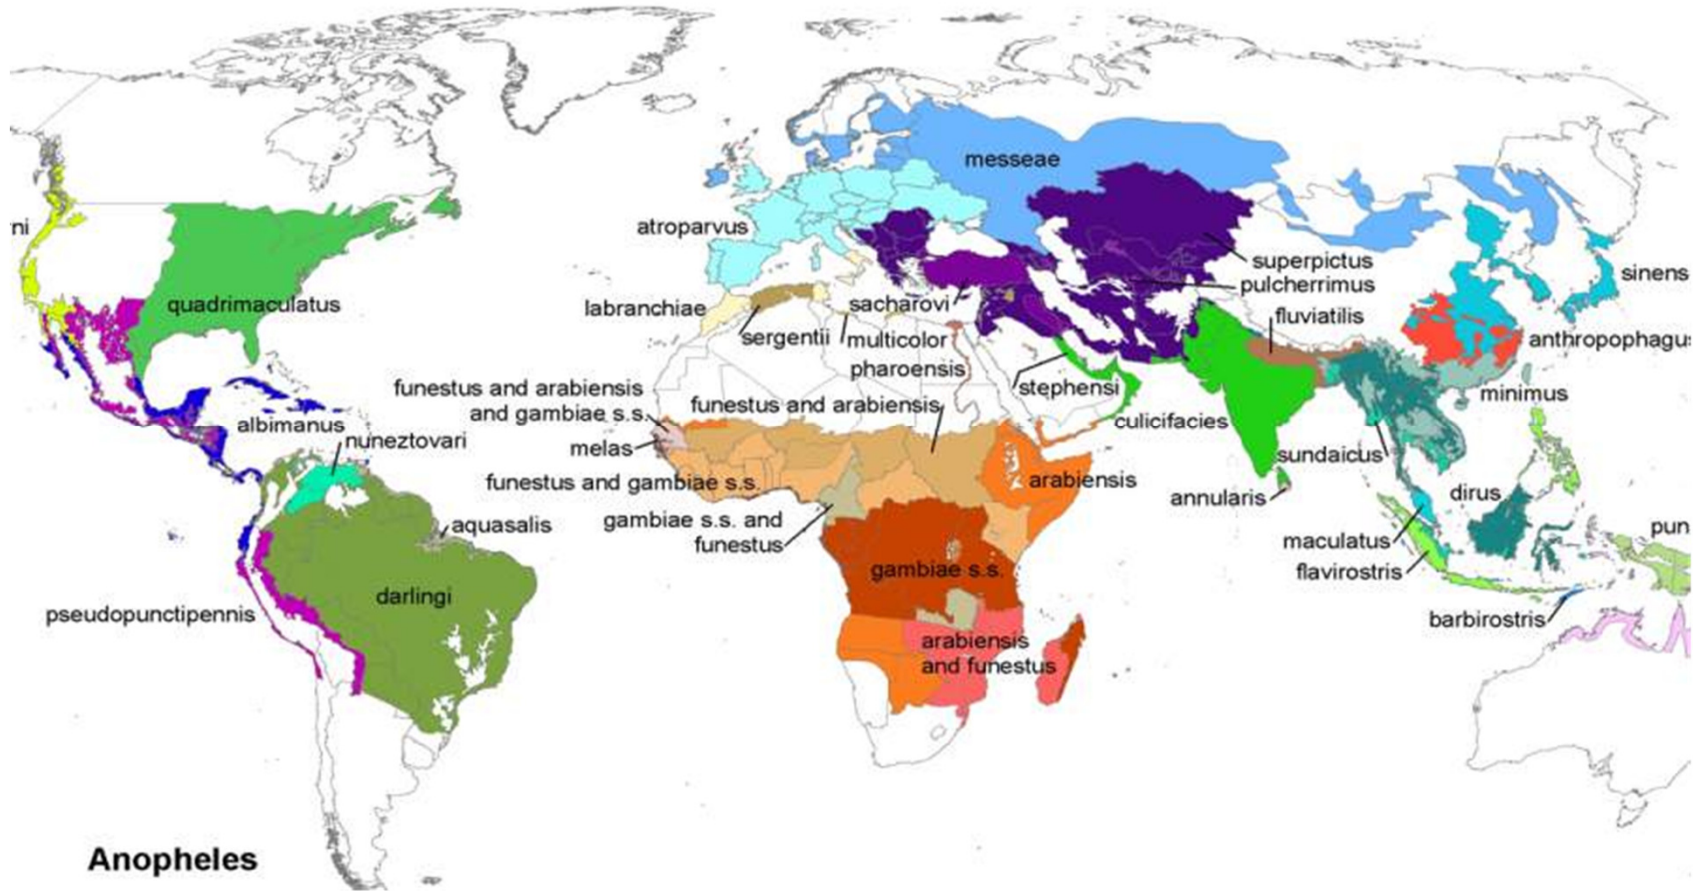 messeae
atroparvus
ni
superpictus
sinens
pulcherrimus
quadrimaculatus
labranchiae
sacharovi
fluviatilis
sergentii
multicolor
anthropophagu
pharoensis
stephensi
funestus and arabiensis
and gambiae s.s.
minimus
funestus and arabiensis
albimanus
culicifacies
nuneztovari
melas
sundaicus
funestus and gambiae s.s.
arabiensis
annularis
dirus
gambiae s.s. and
funestus
aquasalis
pun
maculatus
gambiae s.s.
flavirostris
darlingi
pseudopunctipennis
barbirostris
arabiensis
and funestus
Anopheles